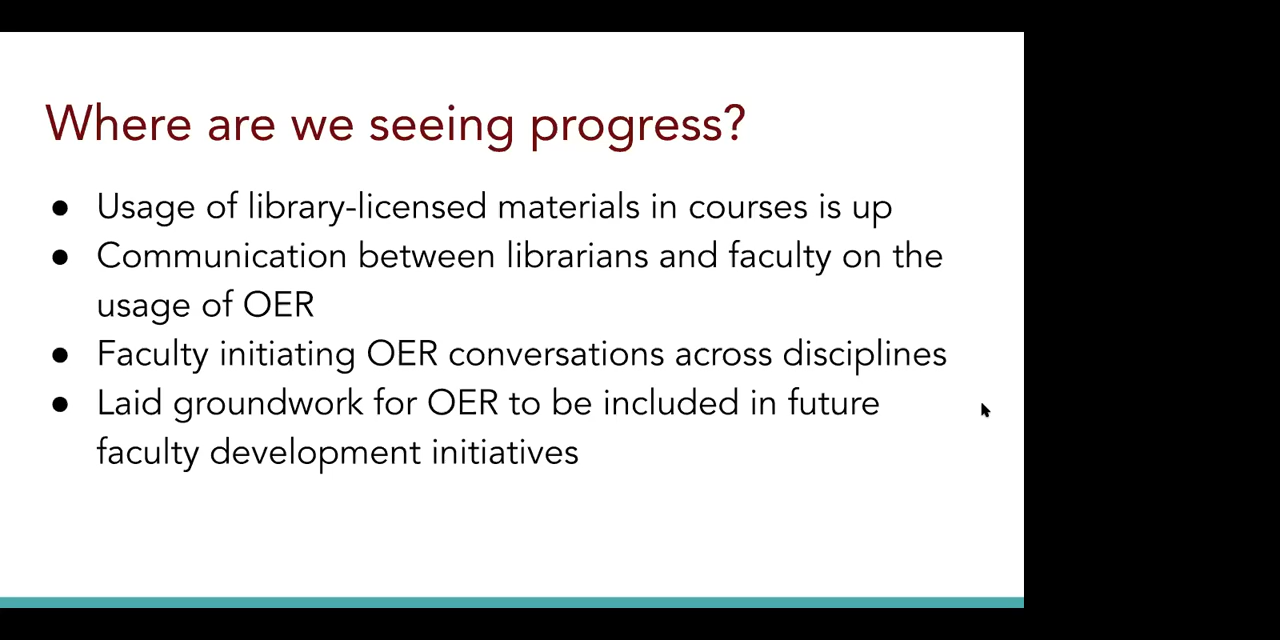 Where are we seeing progress?
● Usage of library-licensed materials in courses is up
● Communication between librarians and faculty on the
usage of OER
● Faculty initiating OER conversations across disciplines
● Laid groundwork for OER to be included in future
faculty development initiatives